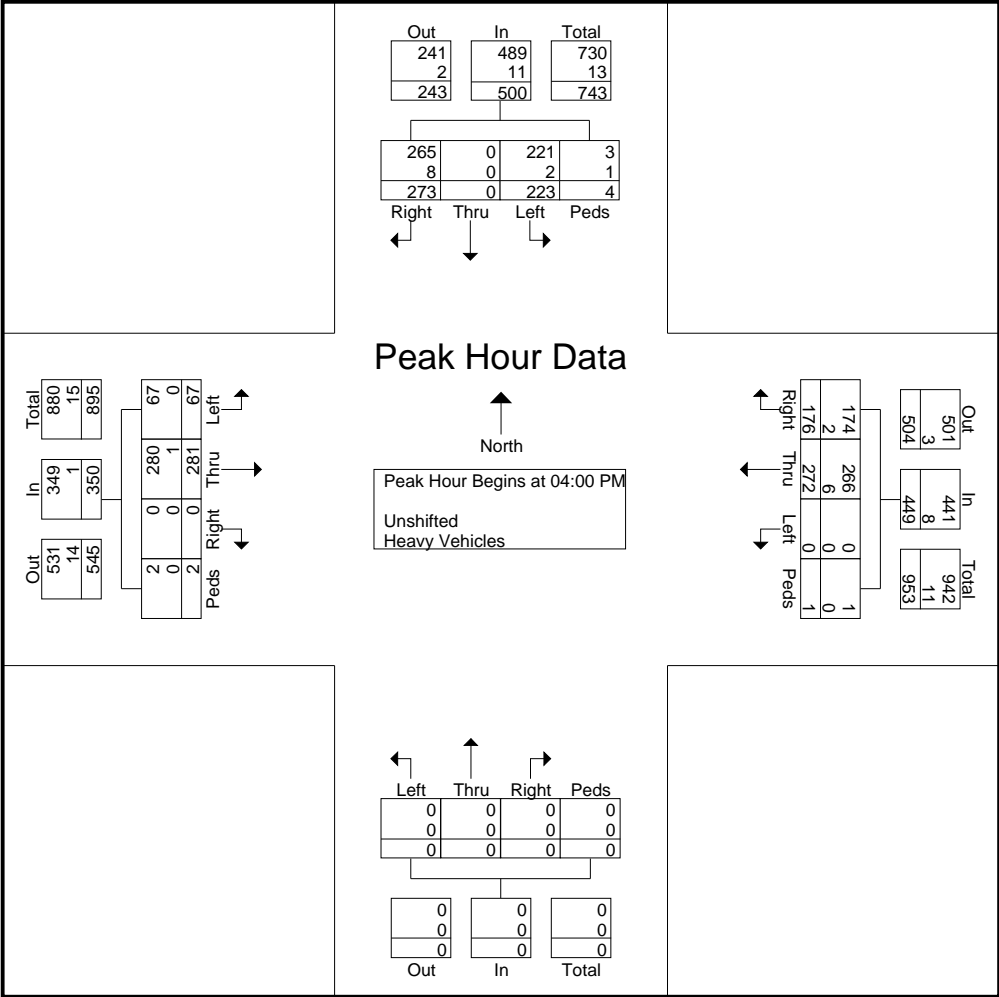 Out In Total
241 489 730
2 11 13
243 500 743
265 0 221 3
8 0 2 1
273 0 223 4
Right Thru Left Peds
Peak Hour Data
North
Peak Hour Begins at 04:00 PM
Unshifted
Heavy Vehicles
Total In Out
880 349 531
15 1 14
895 350 545
Left Thru Right Peds
67 280 0 2
0 1 0 0
67 281 0 2
Right Thru Left Peds
174 266 0 1
2 6 0 0
176 272 0 1
Out In Total
501 441 942
3 8 11
504 449 953
Left Thru Right Peds
0 0 0 0
0 0 0 0
0 0 0 0
0 0 0
0 0 0
0 0 0
Out In Total